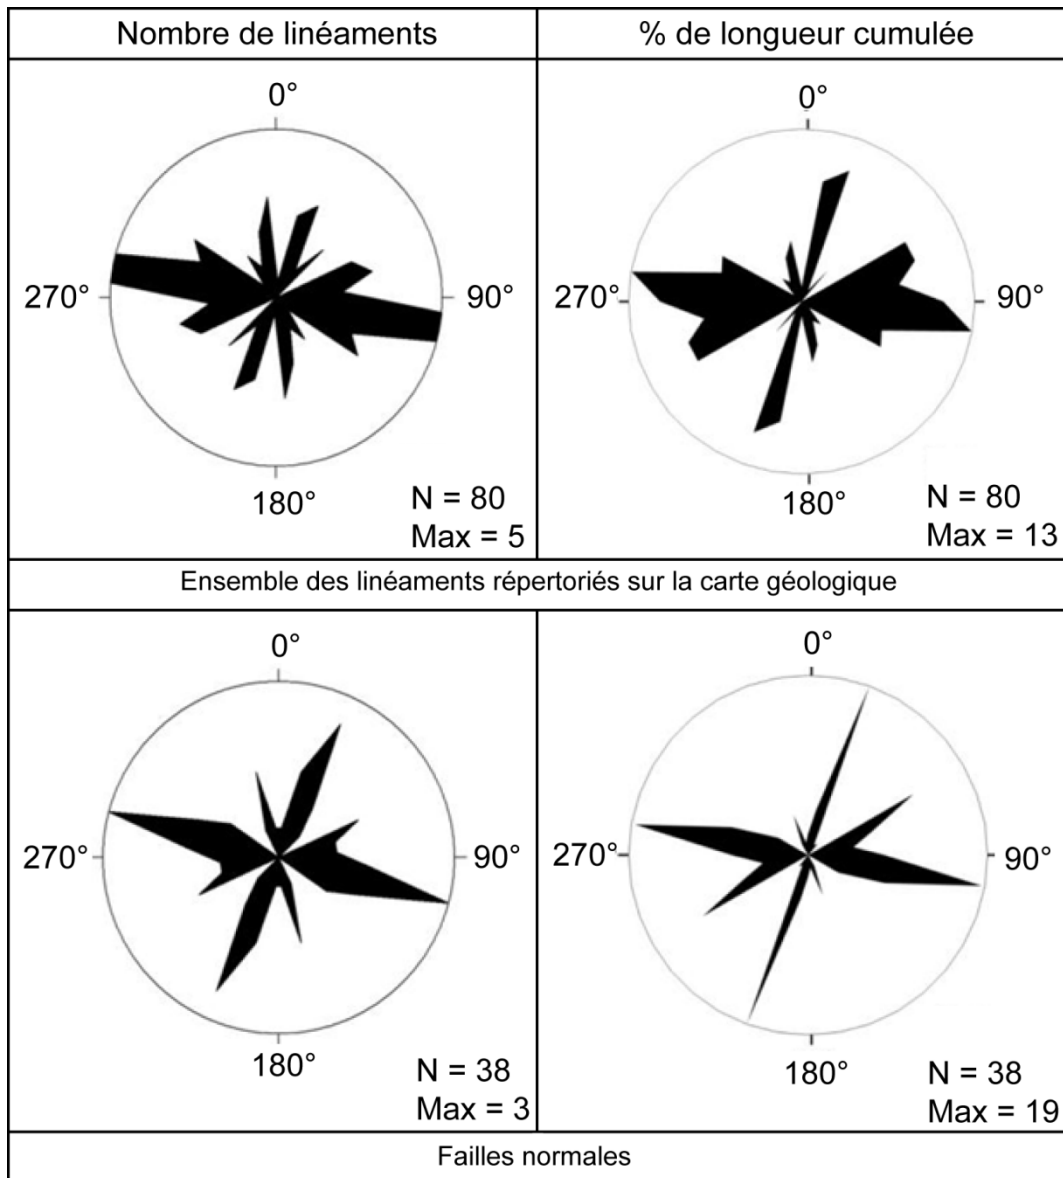 Nombre de linéaments
% de longueur cumulée
0°
0°
270°
90°
270°
90°
180°
180°
N = 80
Max = 5
N = 80
Max = 13
Ensemble des linéaments répertoriés sur la carte géologique
0°
0°
270°
90°
270°
90°
180°
180°
N = 38
Max = 3
N = 38
Max = 19
Failles normales